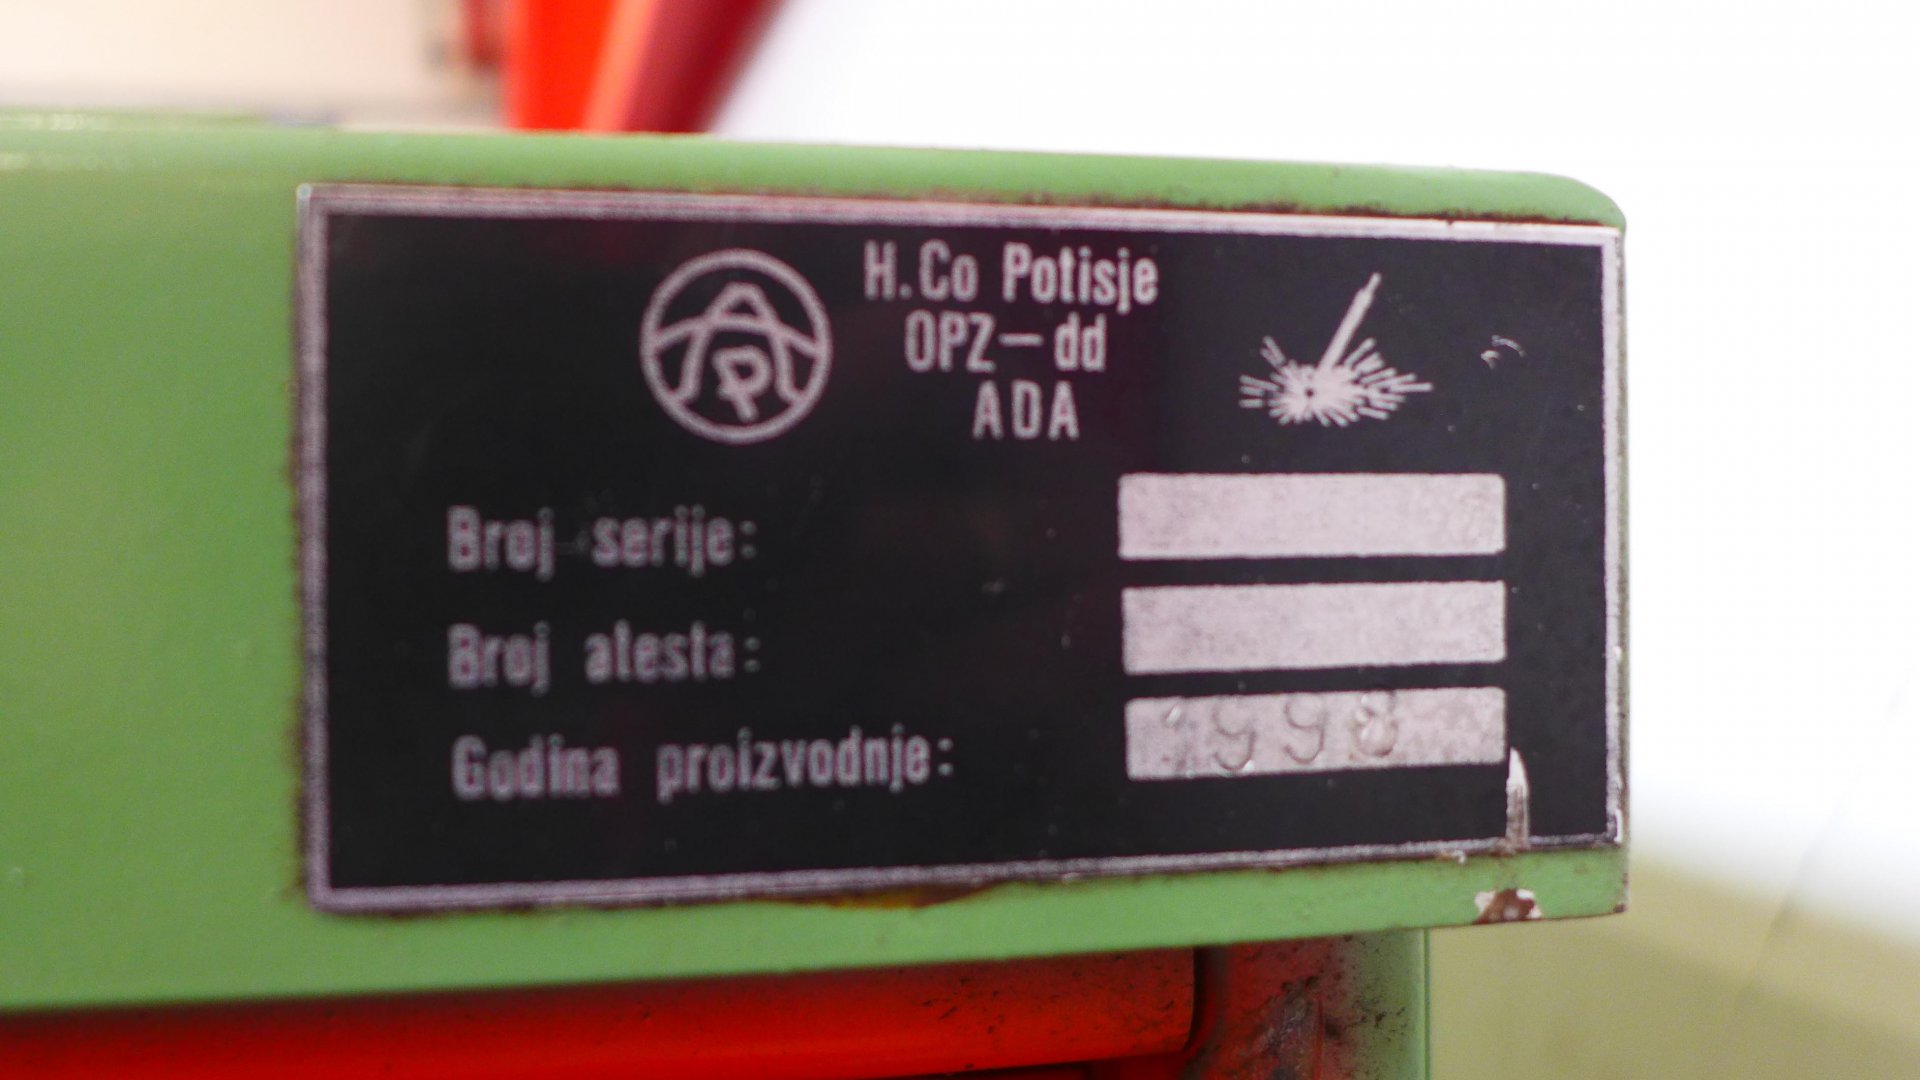 H.Co Potisje
OPZ-dd
ADA
Broj serije:
Broj atesta:
Godina proizvodnje: 1998